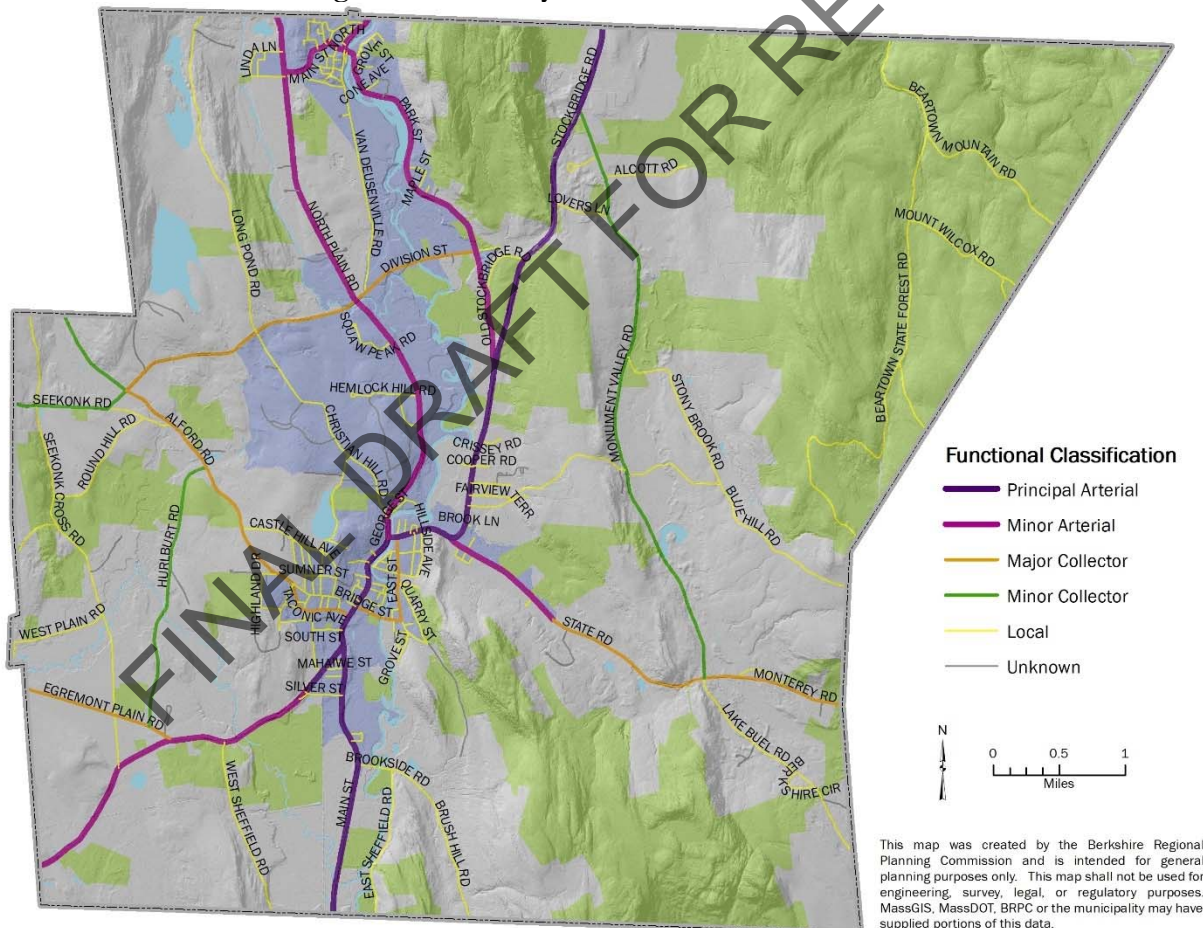 LINDA LN
MAIN ST
NORTH
GROVE ST
CONE AVE
PARK ST
MAPLE ST
VAN DEUSENVILLE RD
LONG POND RD
NORTH PLAIN RD
DIVISION ST
STOCKBRIDGE RD
OLD STOCKBRIDGE RD
ALCOTT RD
LOVERS LN
BEARTOWN MOUNTAIN RD
MOUNT WILCOX RD
BEARTOWN STATE FOREST RD
SQUAW PEAK RD
HEMLOCK HILL RD
MONUMENT VALLEY RD
STONY BROOK RD
BLUE HILL RD
SEEKONK RD
ALFORD RD
ROUND HILL RD
SEEKONK CROSS RD
CHRISTIAN HILL RD
CRISSEY RD
COOPER RD
FAIRVIEW TERR
BROOK LN
GEORGE ST
HILLSIDE AVE
HURLBURT RD
CASTLE HILL AVE
SUMNER ST
HIGHLAND DR
EAST ST
BRIDGE ST
QUARRY ST
TACONIC AVE
SOUTH ST
WEST PLAIN RD
STATE RD
MAHAIWE ST
GROVE ST
SILVER ST
MONTEREY RD
EGREMONT PLAIN RD
LAKE BUEL RD
BERKSHIRE CIR
BROOKSIDE RD
WEST SHEFFIELD RD
MAIN ST
EAST SHEFFIELD RD
BRUSH HILL RD
FINAL DRAFT FOR RE
Functional Classification
Principal Arterial
Minor Arterial
Major Collector
Minor Collector
Local
Unknown
N
0 0.5 1
Miles
This map was created by the Berkshire Regional
Planning Commission and is intended for general
planning purposes only. This map shall not be used for
engineering, survey, legal, or regulatory purposes.
MassGIS, MassDOT, BRPC or the municipality may have
supplied portions of this data.